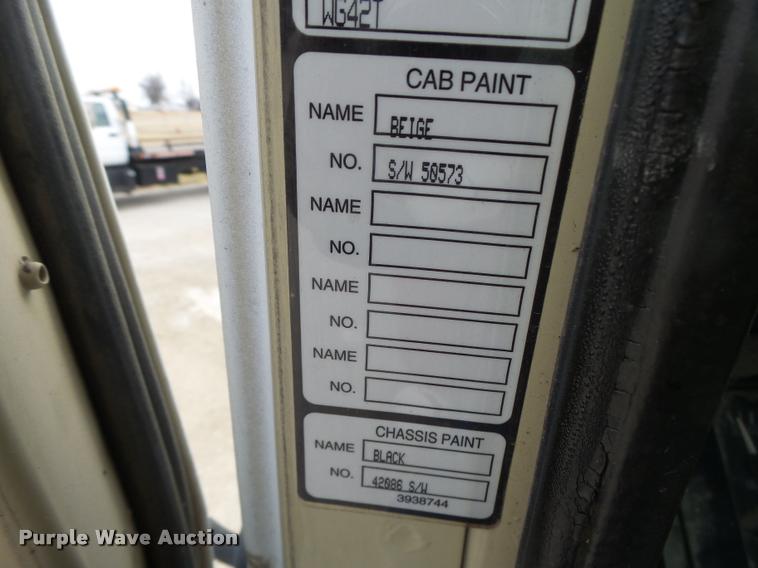 WG42T
CAB PAINT
NAME BEIGE
NO. S/W 50573
NAME
NO.
NAME
NO.
NAME
NO.
CHASSIS PAINT
NAME BLACK
NO. 42086 S/W
3938744
Purple Wave Auction®